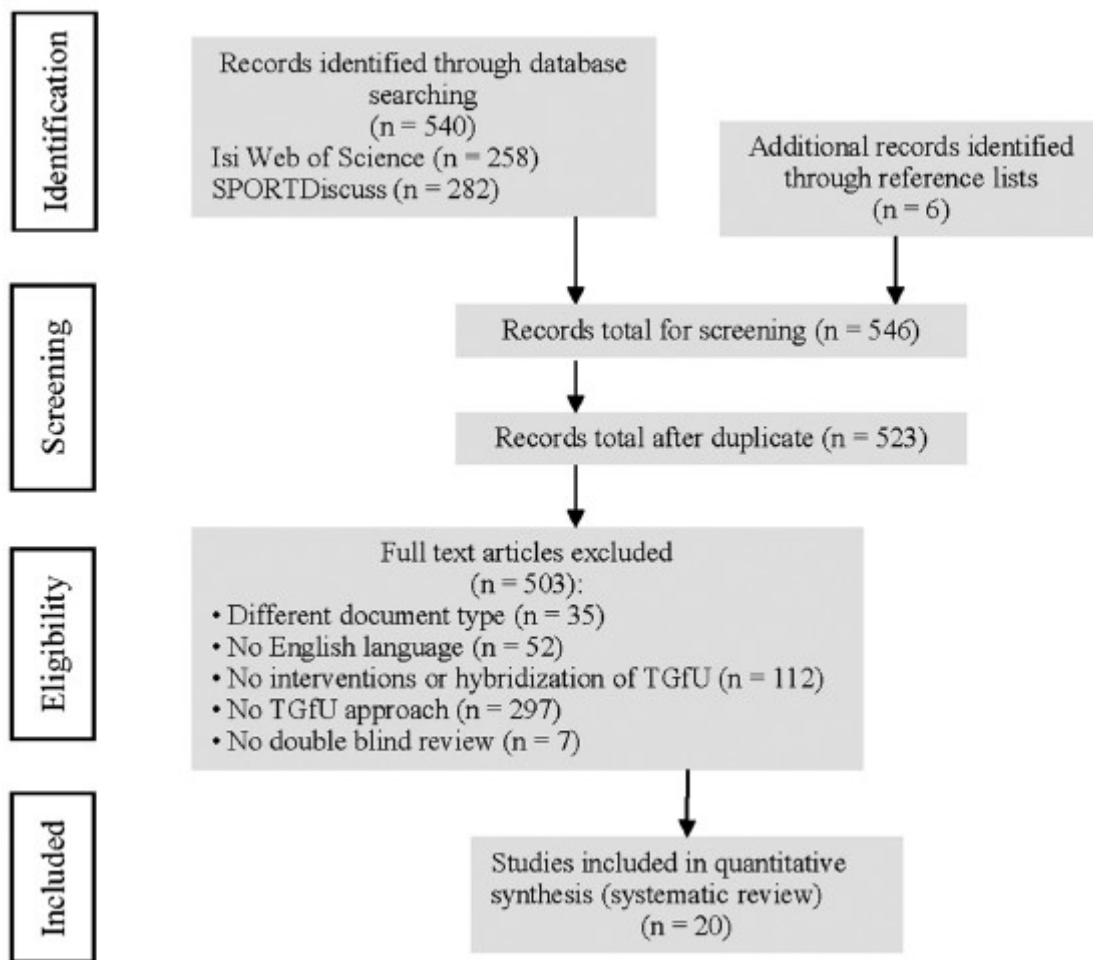 Identification
Records identified through database
searching
(n = 540)
Isi Web of Science (n = 258)
SPORTDiscuss (n = 282)
Additional records identified
through reference lists
(n = 6)
Screening
Records total for screening (n = 546)
Records total after duplicate (n = 523)
Eligibility
Full text articles excluded
(n = 503):
• Different document type (n = 35)
• No English language (n = 52)
• No interventions or hybridization of TGfU (n = 112)
• No TGfU approach (n = 297)
• No double blind review (n = 7)
Included
Studies included in quantitative
synthesis (systematic review)
(n = 20)